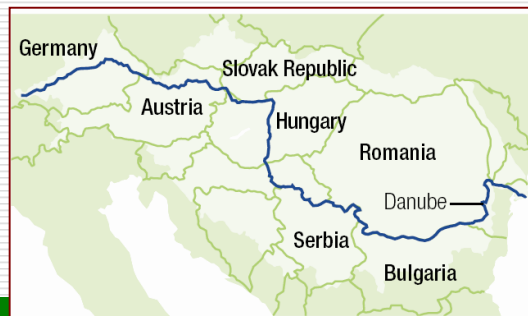 Germany
Slovak Republic
Austria
Hungary
Romania
Danube
Serbia
Bulgaria